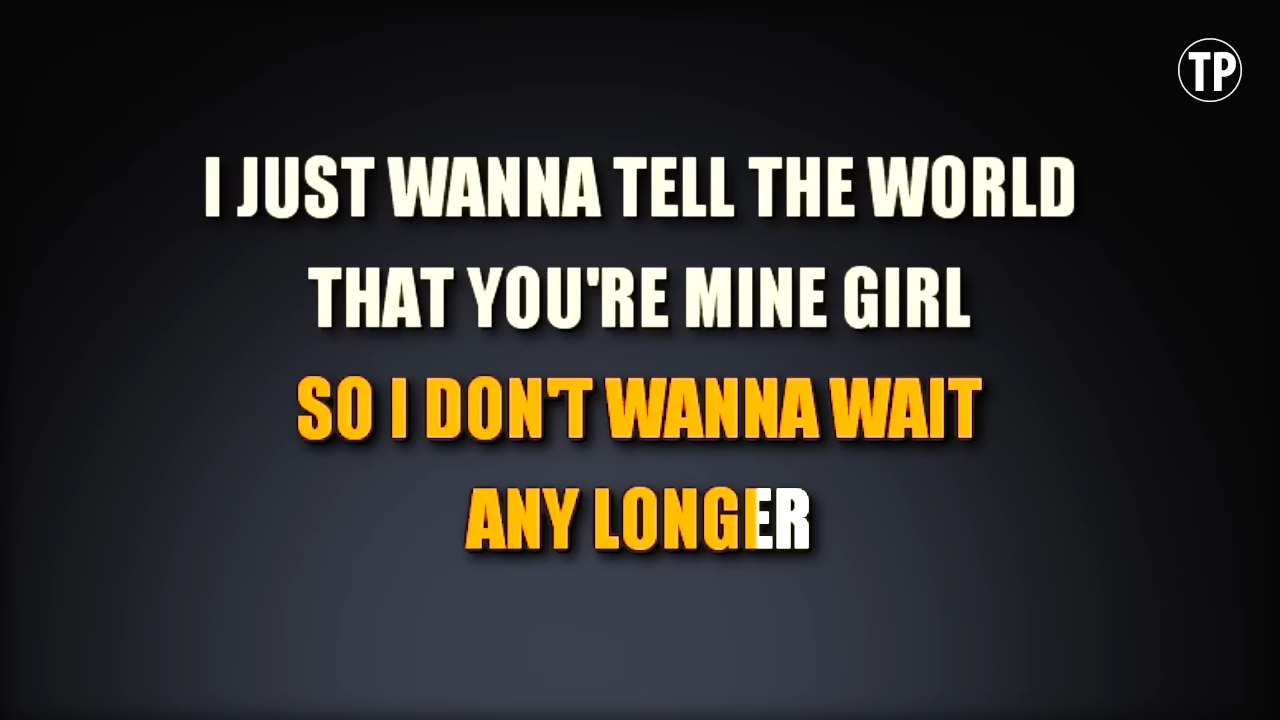 TP
I JUST WANNA TELL THE WORLD
THAT YOU'RE MINE GIRL
SO I DON'T WANNA WAIT
ANY LONGER